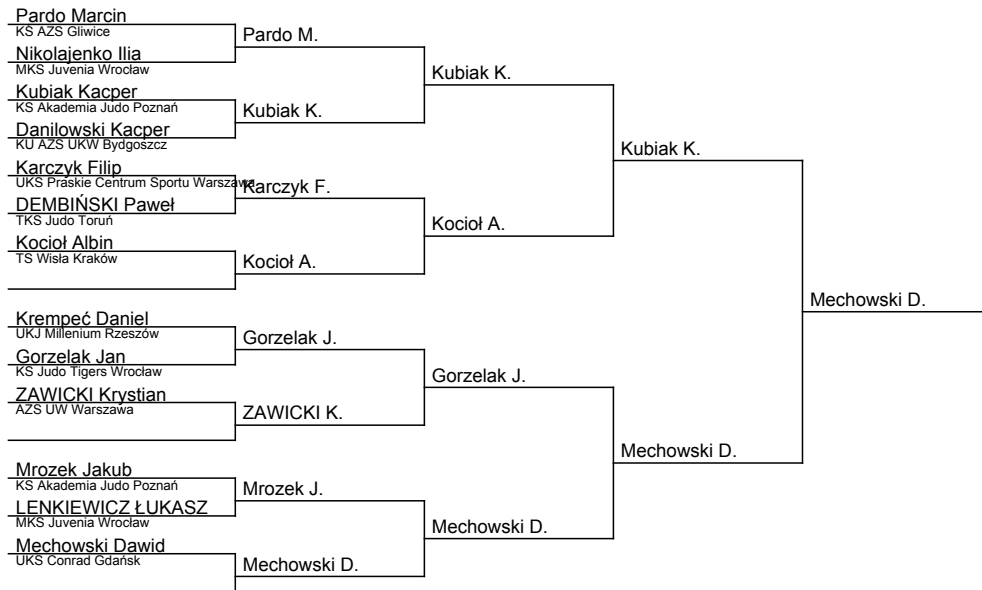 Pardo Marcin
KS AZS Gliwice
Nikolajenko Ilia
MKS Juvenia Wrocław
Kubiak Kacper
KS Akademia Judo Poznań
Danilowski Kacper
KU AZS UKW Bydgoszcz
Karczyk Filip
UKS Praskie Centrum Sportu Warszawa
DEMBIŃSKI Paweł
TKS Judo Toruń
Kocioł Albin
TS Wisła Kraków
Krempeć Daniel
UKJ Millenium Rzeszów
Gorzelak Jan
KS Judo Tigers Wrocław
ZAWICKI Krystian
AZS UW Warszawa
Mrozek Jakub
KS Akademia Judo Poznań
LENKIEWICZ ŁUKASZ
MKS Juvenia Wrocław
Mechowski Dawid
UKS Conrad Gdańsk
Pardo M.
Kubiak K.
Karczyk F.
Kocioł A.
Gorzelak J.
ZAWICKI K.
Mrozek J.
Mechowski D.
Kubiak K.
Kocioł A.
Gorzelak J.
Mechowski D.
Kubiak K.
Mechowski D.
Mechowski D.